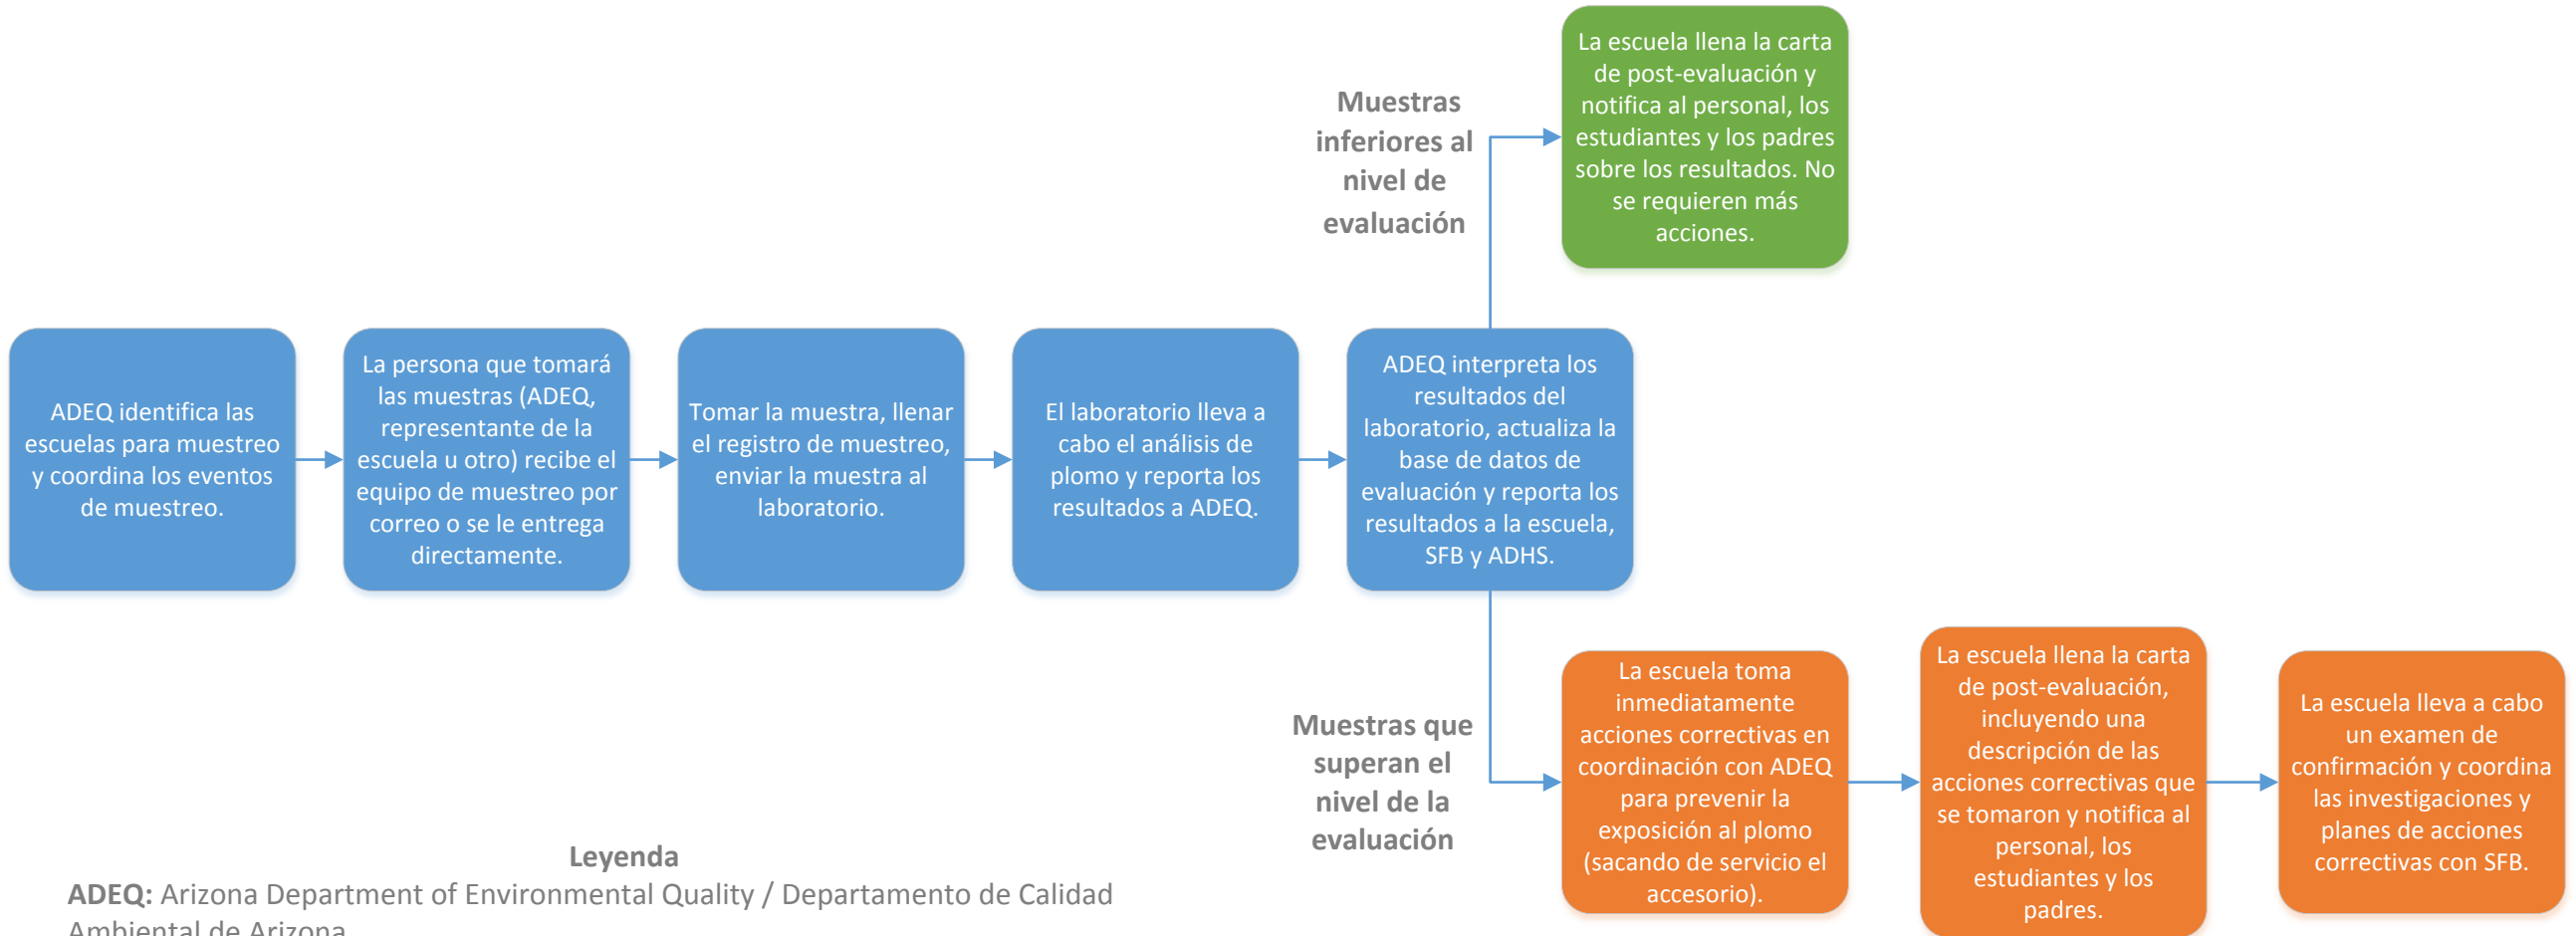 ADEQ identifica las
escuelas para muestreo
y coordina los eventos
de muestreo.
La persona que tomará
las muestras (ADEQ,
representante de la
escuela u otro) recibe el
equipo de muestreo por
correo o se le entrega
directamente.
Tomar la muestra, llenar
el registro de muestreo,
enviar la muestra al
laboratorio.
El laboratorio lleva a
cabo el análisis de
plomo y reporta los
resultados a ADEQ.
ADEQ interpreta los
resultados del
laboratorio, actualiza la
base de datos de
evaluación y reporta los
resultados a la escuela,
SFB y ADHS.
Muestras
inferiores al
nivel de
evaluación
La escuela llena la carta
de post-evaluación y
notifica al personal, los
estudiantes y los padres
sobre los resultados. No
se requieren más
acciones.
Muestras que
superan el
nivel de la
evaluación
La escuela toma
inmediatamente
acciones correctivas en
coordinación con ADEQ
para prevenir la
exposición al plomo
(sacando de servicio el
accesorio).
La escuela llena la carta
de post-evaluación,
incluyendo una
descripción de las
acciones correctivas que
se tomaron y notifica al
personal, los
estudiantes y los
padres.
La escuela lleva a cabo
un examen de
confirmación y coordina
las investigaciones y
planes de acciones
correctivas con SFB.
Leyenda
ADEQ: Arizona Department of Environmental Quality / Departamento de Calidad
Ambiental de Arizona